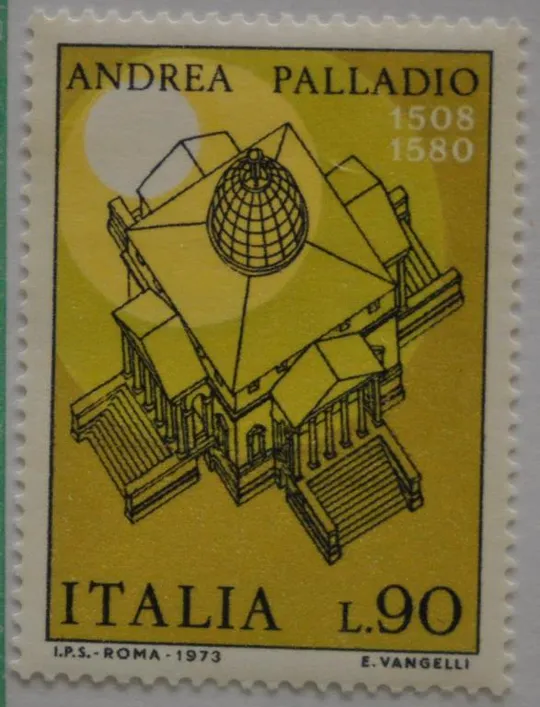 ANDREA PALLADIO
1508
1580
ITALIA L.90
I.P.S.-ROMA-1973 E. VANGELLI